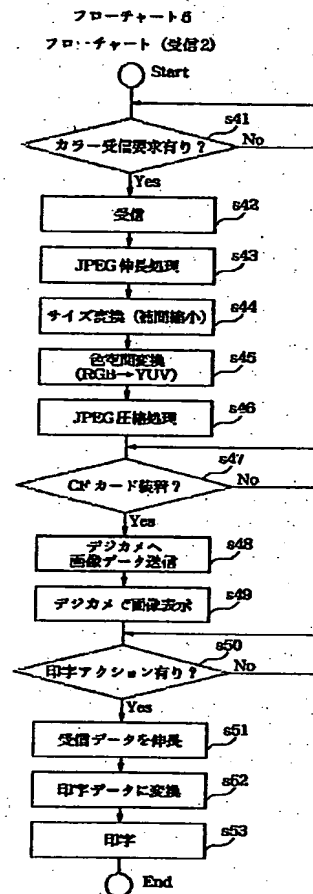 フローチャート5
フローチャート (受信2)
Start
s41
カラー受信要求有り？
No
Yes
受信
s42
JPEG伸長処理
s43
サイズ変換 (補間縮小)
s44
色空間変換
(RGB→YUV)
s45
JPEG圧縮処理
s46
s47
CFカード装着？
No
Yes
デジカメへ
画像データ送信
s48
デジカメで画像表示
s49
s50
印字アクション有り？
No
Yes
受信データを伸長
s51
印字データに変換
s52
印字
s53
End